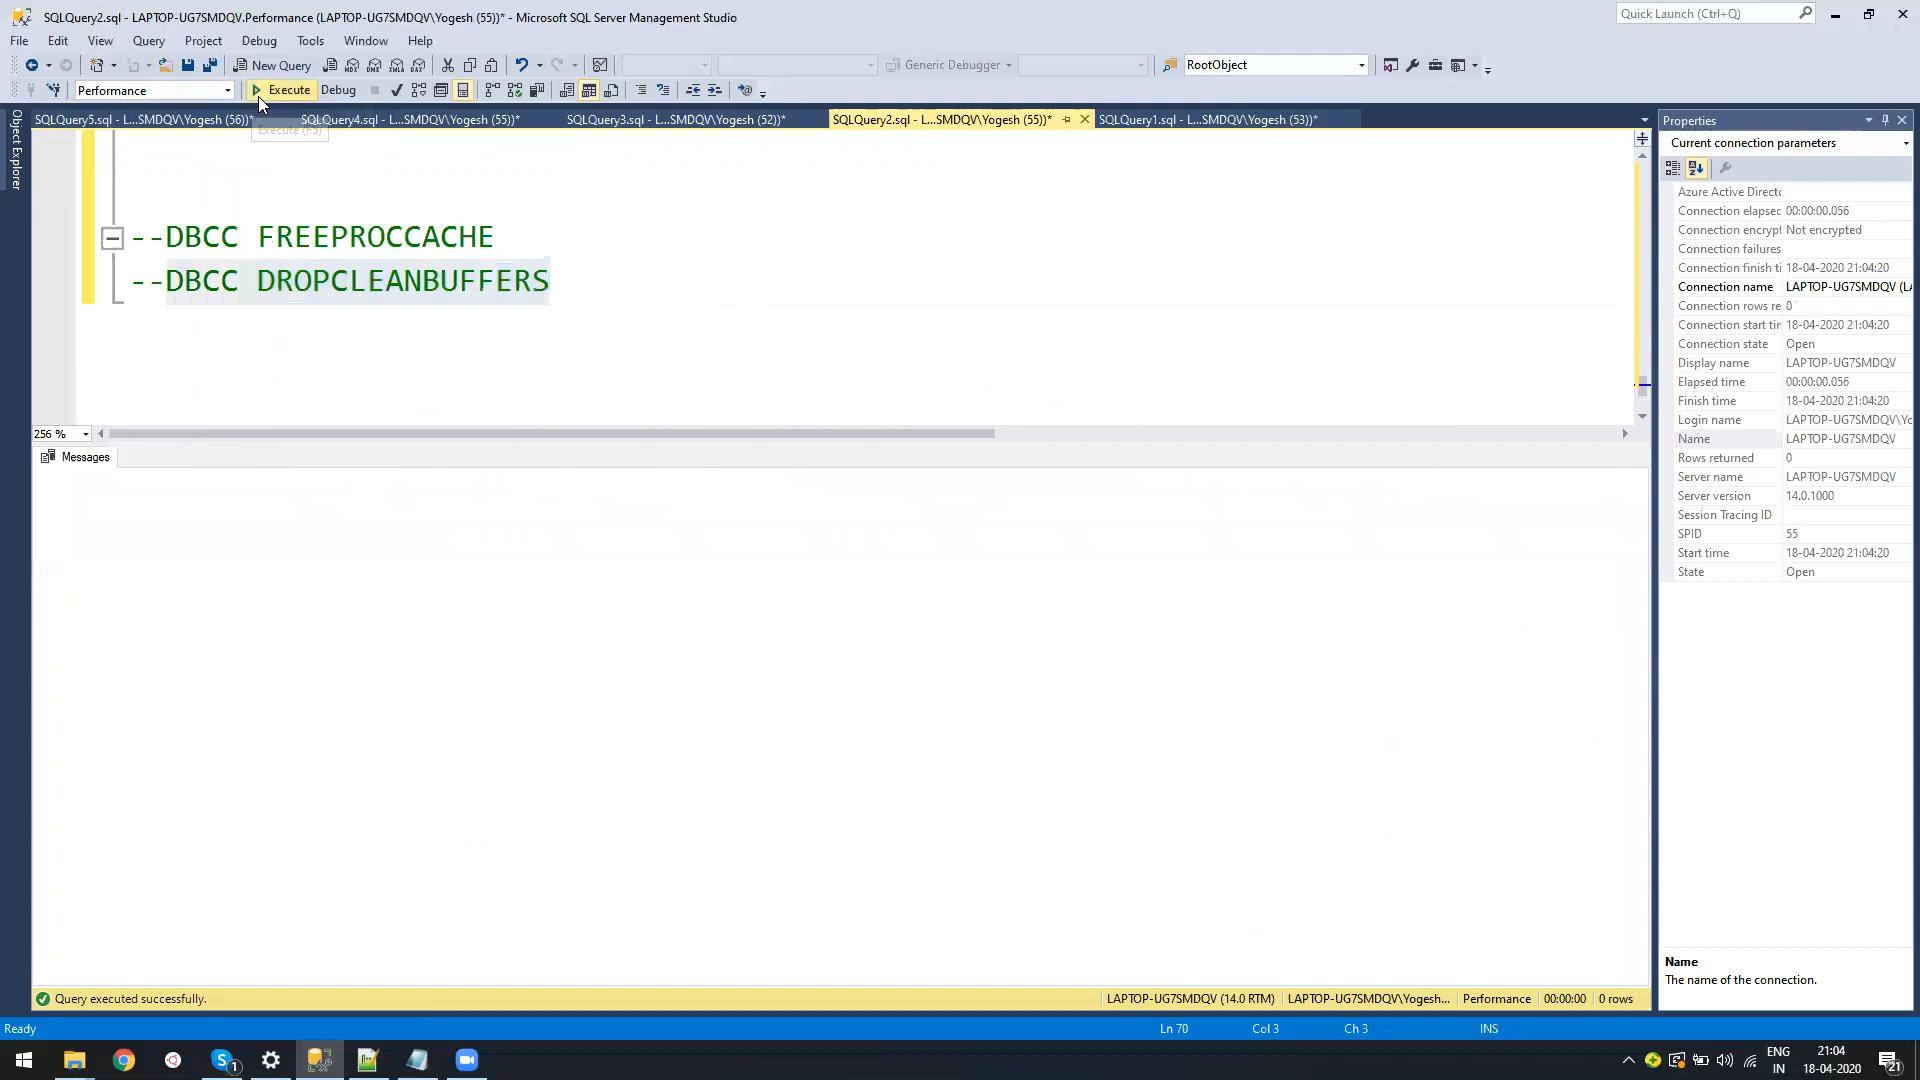 SQLQuery2.sql - LAPTOP-UG7SMDQV.Performance (LAPTOP-UG7SMDQV\Yogesh (55))* - Microsoft SQL Server Management Studio
Quick Launch (Ctrl+Q)
File Edit View Query Project Debug Tools Window Help
New Query Generic Debugger RootObject
Performance Execute Debug
SQLQuery5.sql - L...SMDQV\Yogesh (56))* SQLQuery4.sql - L...SMDQV\Yogesh (55))* SQLQuery3.sql - L...SMDQV\Yogesh (52))* SQLQuery2.sql - L...SMDQV\Yogesh (55))* SQLQuery1.sql - L...SMDQV\Yogesh (53))*
Execute (F5)
Object Explorer
--DBCC FREEPROCCACHE
--DBCC DROPCLEANBUFFERS
256 %
Messages
Query executed successfully.
LAPTOP-UG7SMDQV (14.0 RTM) LAPTOP-UG7SMDQV\Yogesh... Performance 00:00:00 0 rows
Properties
Current connection parameters
Azure Active Directo
Connection elapsed 00:00:00.056
Connection encrypt Not encrypted
Connection failures
Connection finish ti 18-04-2020 21:04:20
Connection name LAPTOP-UG7SMDQV (LA
Connection rows re 0
Connection start tir 18-04-2020 21:04:20
Connection state Open
Display name LAPTOP-UG7SMDQV
Elapsed time 00:00:00.056
Finish time 18-04-2020 21:04:20
Login name LAPTOP-UG7SMDQV\Yo
Name LAPTOP-UG7SMDQV
Rows returned 0
Server name LAPTOP-UG7SMDQV
Server version 14.0.1000
Session Tracing ID
SPID 55
Start time 18-04-2020 21:04:20
State Open
Name
The name of the connection.
Ready Ln 70 Col 3 Ch 3 INS
ENG
IN
21:04
18-04-2020
21